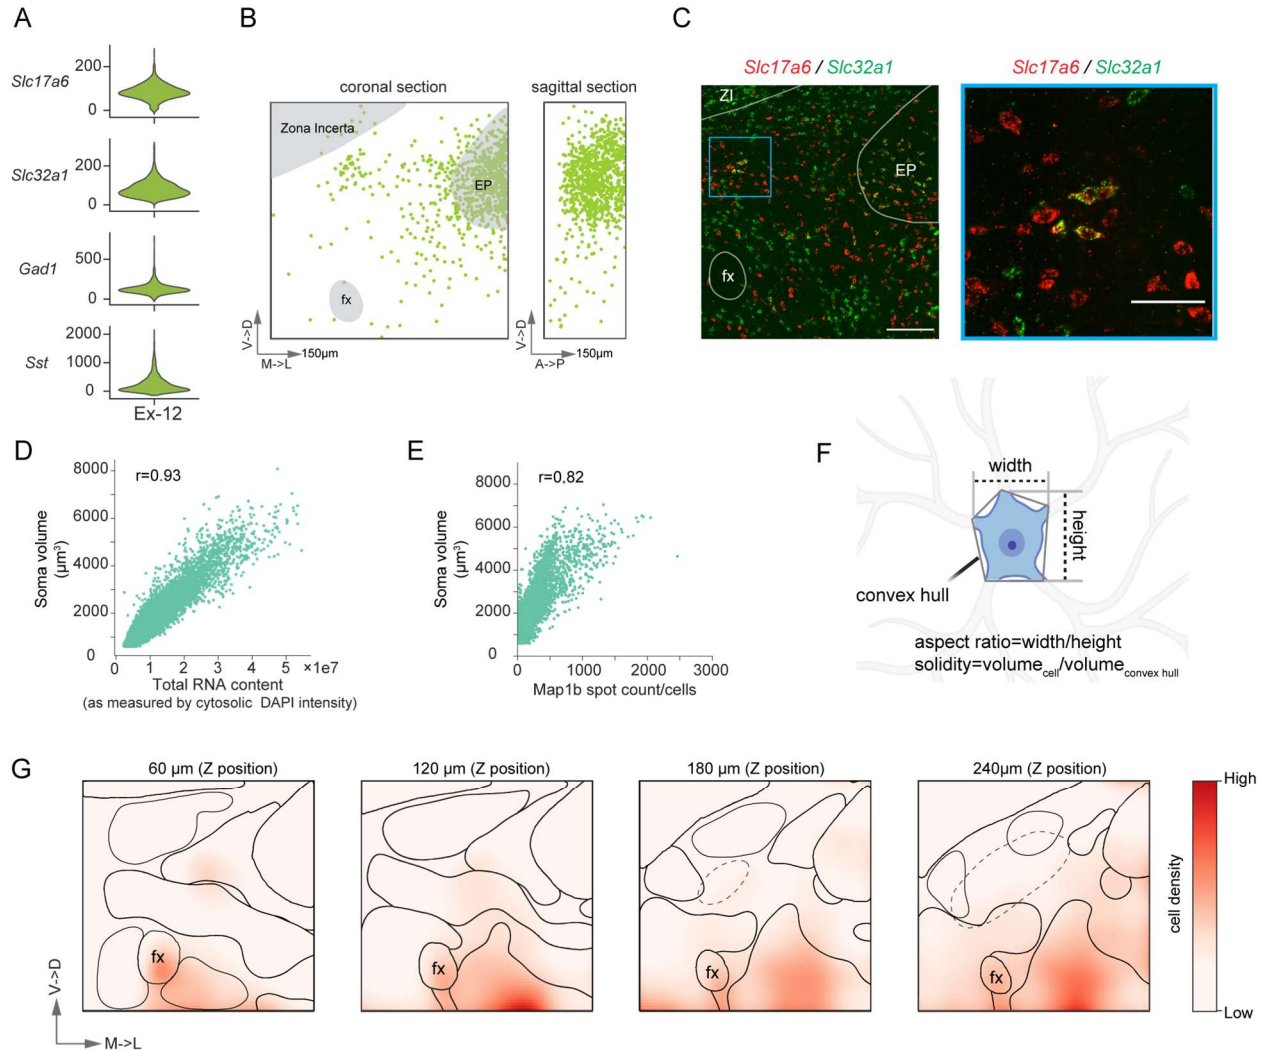 A
Slc17a6
200
0
Slc32a1
200
0
Gad1
500
0
Sst
2000
1000
0
Ex-12
B
coronal section
sagittal section
Zona Incerta
EP
fx
V->D
M->L
150μm
V->D
A->P
150μm
C
Slc17a6 / Slc32a1
Slc17a6 / Slc32a1
ZI
EP
fx
D
r=0.93
Soma volume
(μm³)
8000
6000
4000
2000
0
0 1 2 3 4 5 ×1e7
Total RNA content
(as measured by cytosolic DAPI intensity)
E
r=0.82
Soma volume
(μm³)
8000
6000
4000
2000
0
0 1000 2000 3000
Map1b spot count/cells
F
width
height
convex hull
aspect ratio=width/height
solidity=volume cell/volume convex hull
G
60 μm (Z position)
120 μm (Z position)
180 μm (Z position)
240μm (Z position)
fx
fx
fx
fx
High
cell density
Low
V->D
M->L